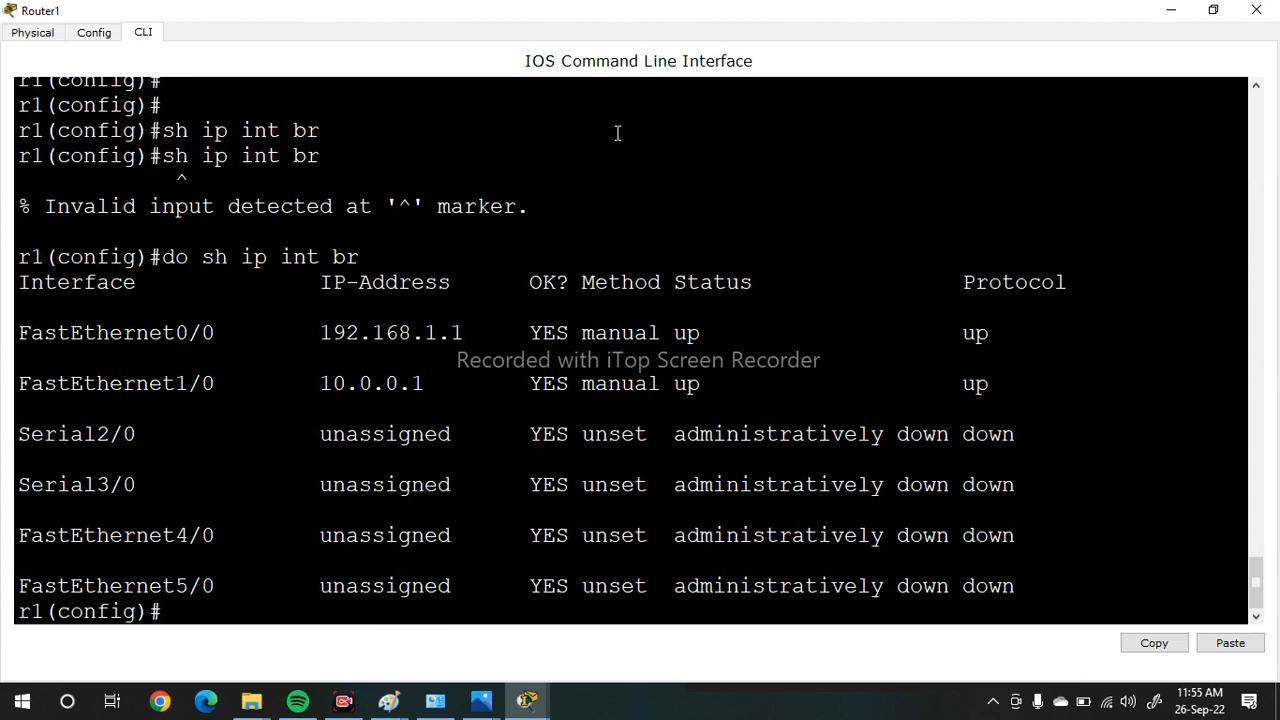 Router1
Physical Config CLI
IOS Command Line Interface
r1(config)#
r1(config)#
r1(config)#sh ip int br
r1(config)#sh ip int br
^
% Invalid input detected at '^' marker.
r1(config)#do sh ip int br
Interface IP-Address OK? Method Status Protocol
FastEthernet0/0 192.168.1.1 YES manual up up
Recorded with iTop Screen Recorder
FastEthernet1/0 10.0.0.1 YES manual up up
Serial2/0 unassigned YES unset administratively down down
Serial3/0 unassigned YES unset administratively down down
FastEthernet4/0 unassigned YES unset administratively down down
FastEthernet5/0 unassigned YES unset administratively down down
r1(config)#
Copy Paste
11:55 AM
26-Sep-22